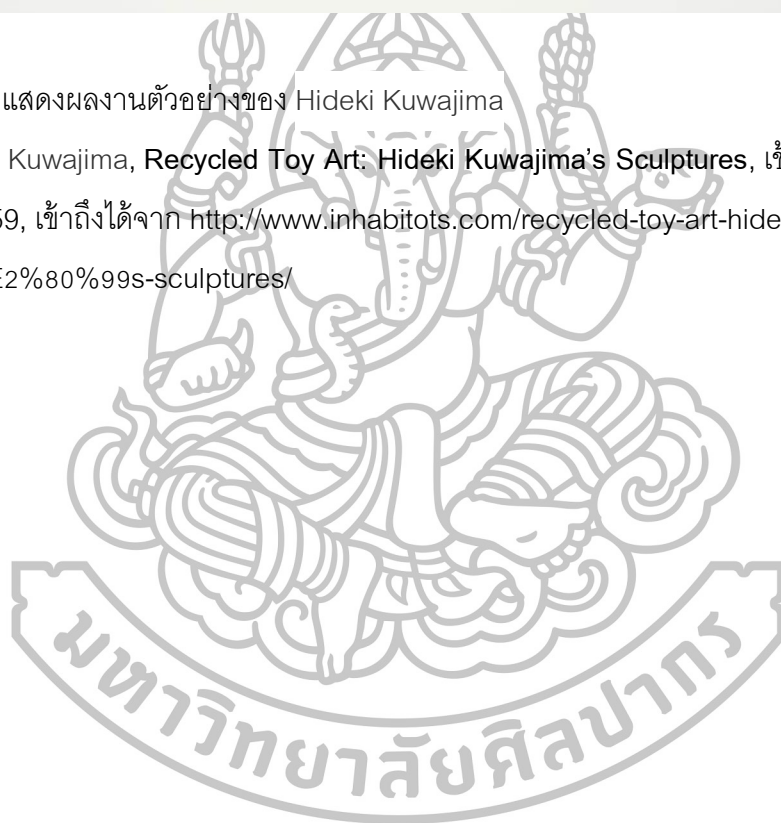 แสดงผลงานตัวอย่างของ Hideki Kuwajima
Kuwajima, Recycled Toy Art: Hideki Kuwajima’s Sculptures, เข้
59, เข้าถึงได้จาก http://www.inhabitots.com/recycled-toy-art-hide
E2%80%99s-sculptures/
มหาวิทยาลัยศิลปากร